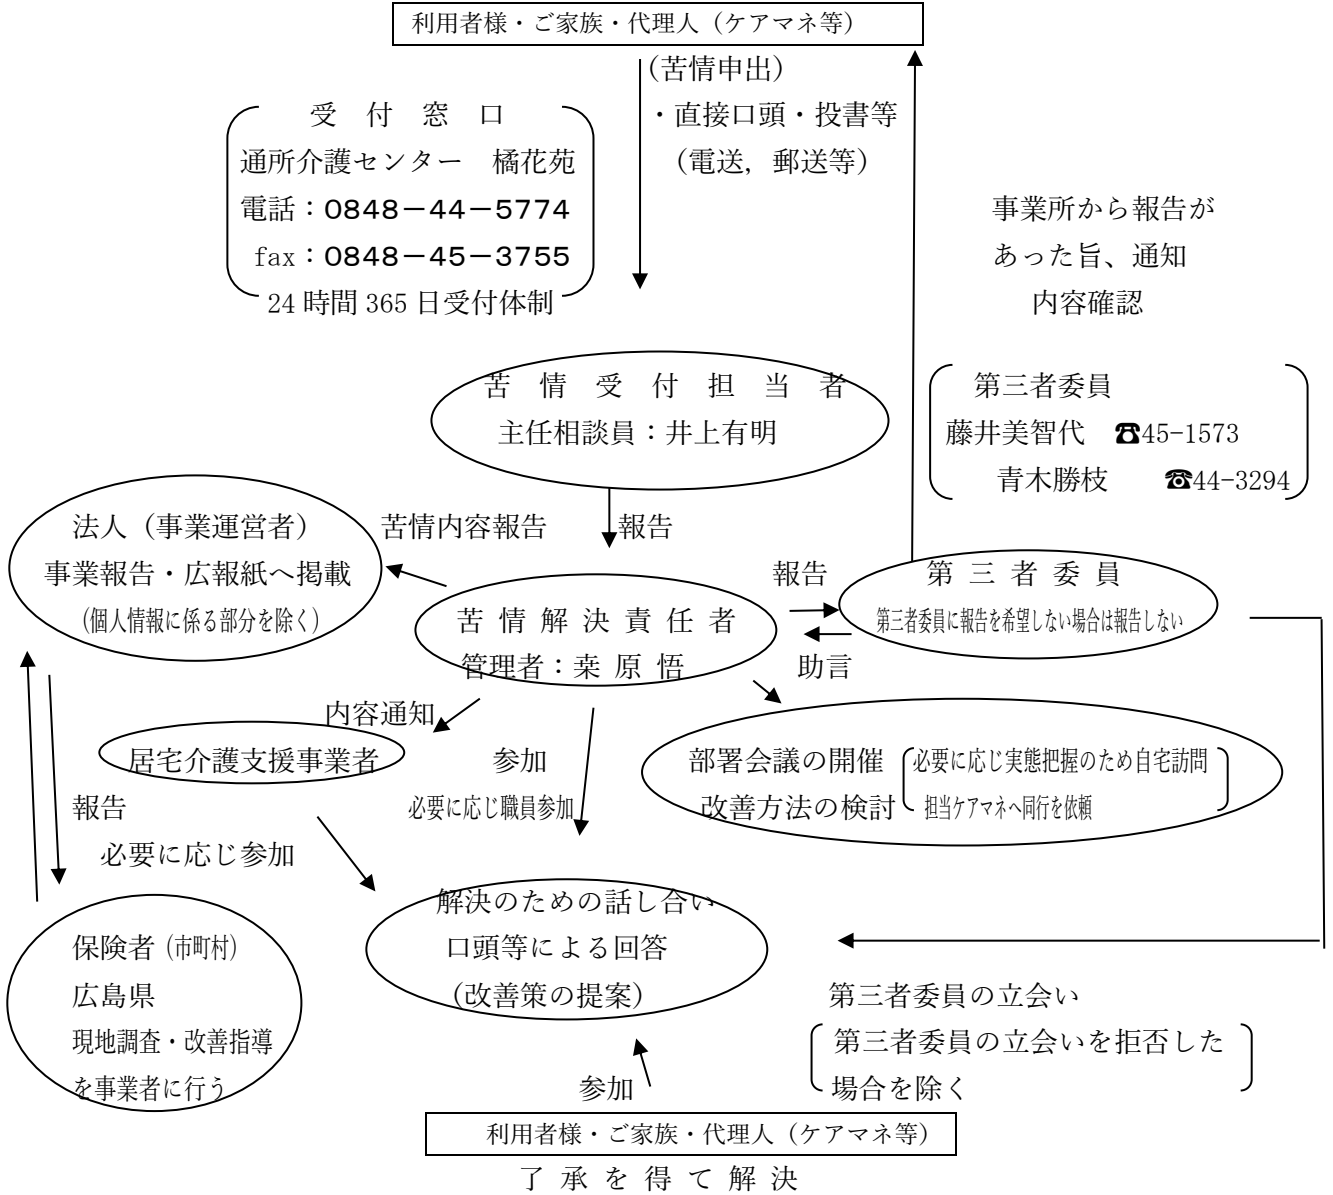 利用者様・ご家族・代理人（ケアマネ等）
（苦情申出）
・直接口頭・投書等
（電送，郵送等）
受　付　窓　口
通所介護センター　橘花苑
電話：0848－44－5774
fax：0848－45－3755
24時間365日受付体制
事業所から報告が
あった旨、通知
内容確認
苦　情　受　付　担　当　者
主任相談員：井上有明
第三者委員
藤井美智代　☎45-1573
青木勝枝　　☎44-3294
法人（事業運営者）
事業報告・広報紙へ掲載
（個人情報に係る部分を除く）
苦情内容報告
報告
苦 情 解 決 責 任 者
管理者：桒 原 悟
報告
助言
第 三 者 委 員
第三者委員に報告を希望しない場合は報告しない
内容通知
居宅介護支援事業者
参加
必要に応じ職員参加
部署会議の開催
改善方法の検討
必要に応じ実態把握のため自宅訪問
担当ケアマネへ同行を依頼
報告
必要に応じ参加
保険者（市町村）
広島県
現地調査・改善指導
を事業者に行う
解決のための話し合い
口頭等による回答
（改善策の提案）
第三者委員の立会い
第三者委員の立会いを拒否した
場合を除く
参加
利用者様・ご家族・代理人（ケアマネ等）
了 承 を 得 て 解 決